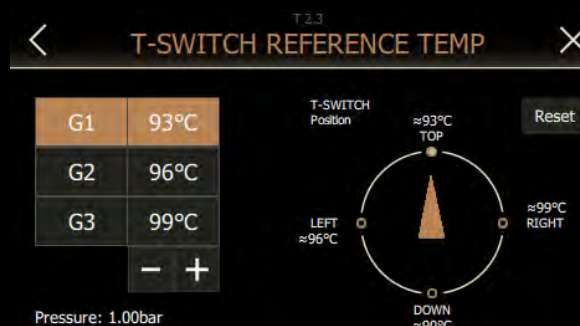 T 2.3
T-SWITCH REFERENCE TEMP
G1 93°C
G2 96°C
G3 99°C
− +
Pressure: 1.00bar
T-SWITCH
Position
≈93°C
TOP
Reset
LEFT
≈96°C
≈99°C
RIGHT
DOWN
≈90°C